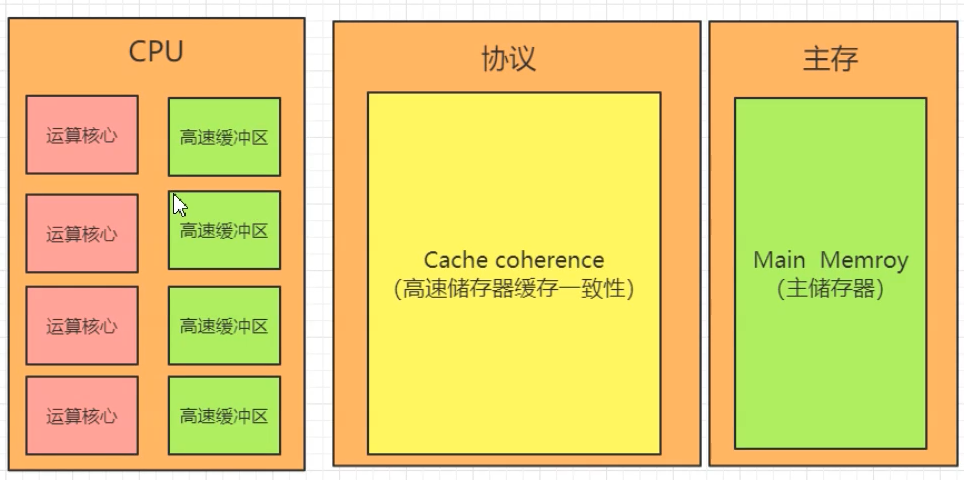 CPU
运算核心
高速缓冲区
运算核心
高速缓冲区
运算核心
高速缓冲区
运算核心
高速缓冲区
协议
Cache coherence
(高速储存器缓存一致性)
主存
Main Memroy
(主储存器)